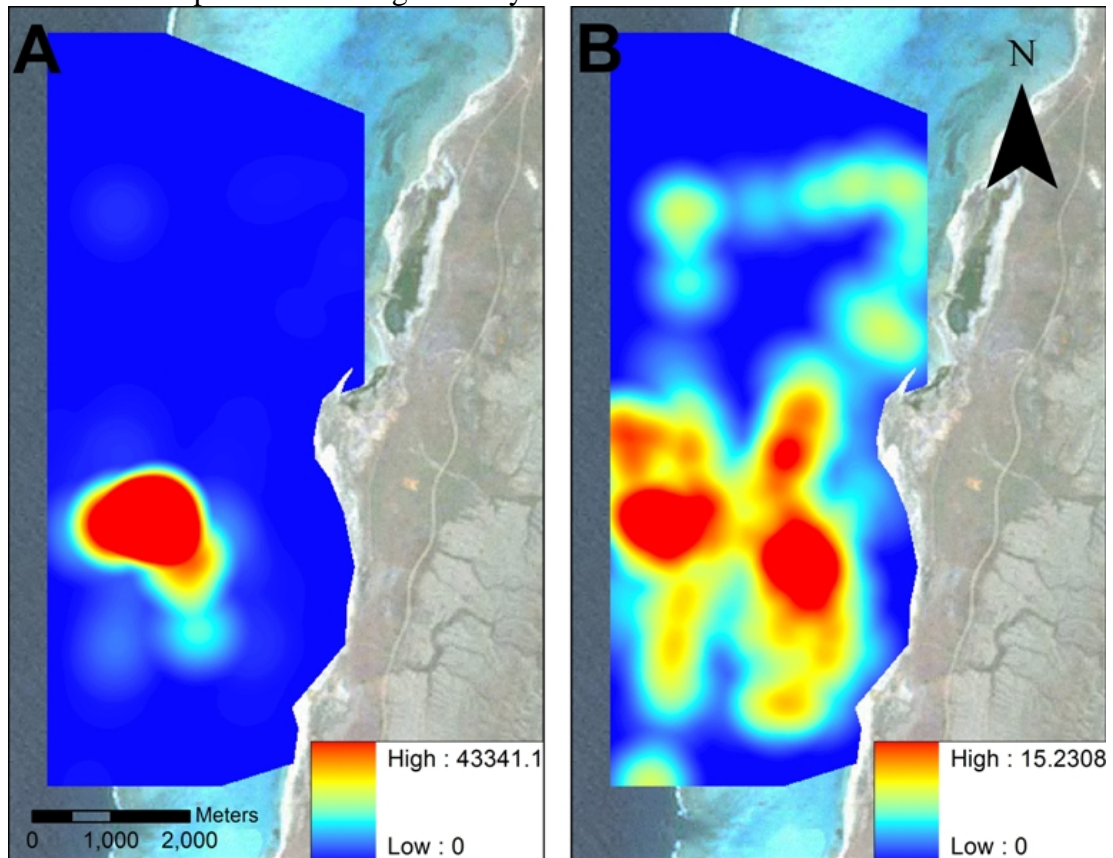 A
B
N
High : 43341.1
Low : 0
Meters
0 1,000 2,000
High : 15.2308
Low : 0